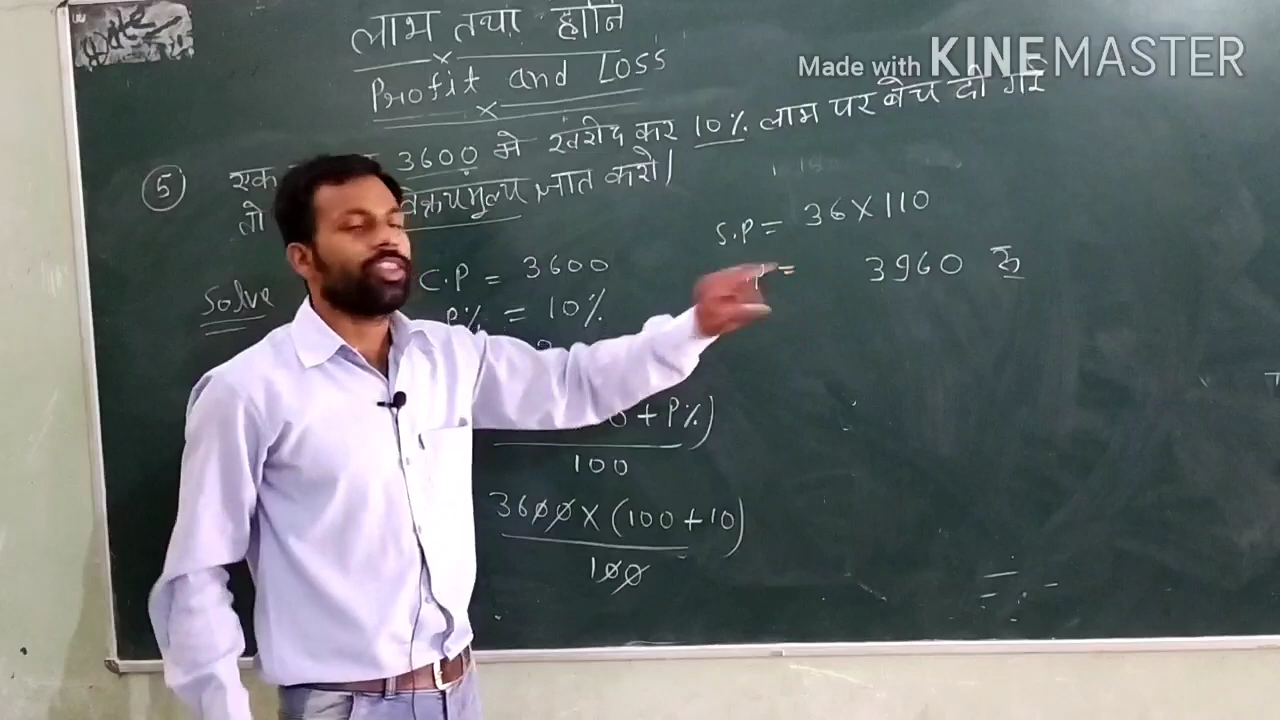 Date
Made with KINEMASTER
लाभ तथा हानि
Profit and Loss
5 एक 3600 मे खरीद कर 10% लाभ पर बेच दी गई
तो विक्रयमूल्य ज्ञात करो।
Solve
C.P = 3600
P% = 10%
+ P%)
100
3600 X (100 + 10)
100
S.P = 36 X 110
= 3960 रु